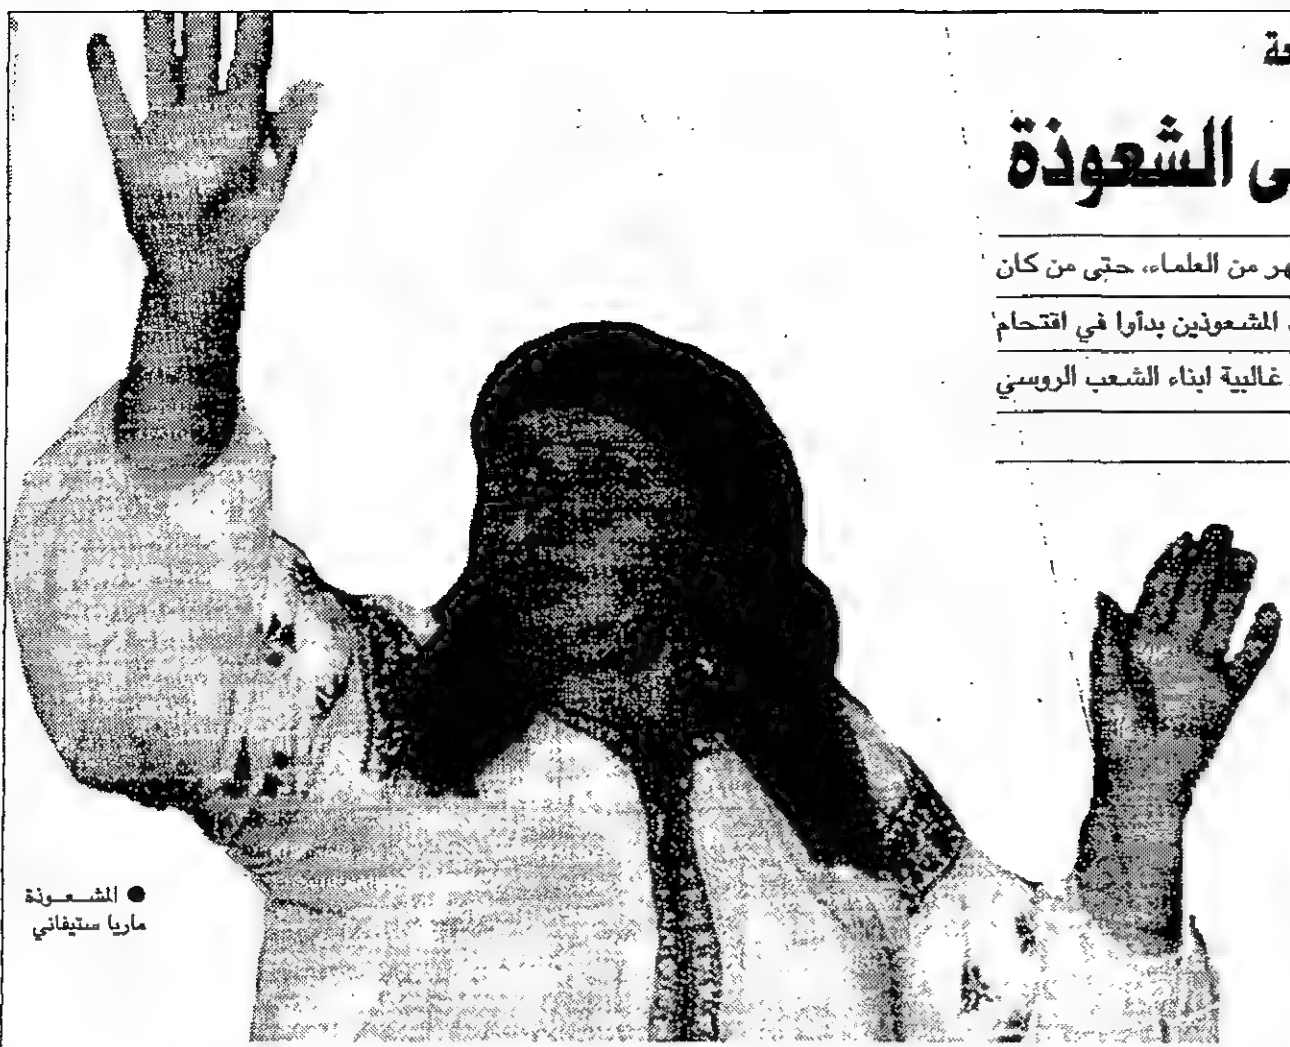 الشعوذة
من العلماء، حتى من كان
المشعوذين بدأوا في اقتحام
غالبية ابناء الشعب الروسي
● المشعوذة
ماريا ستيفاني